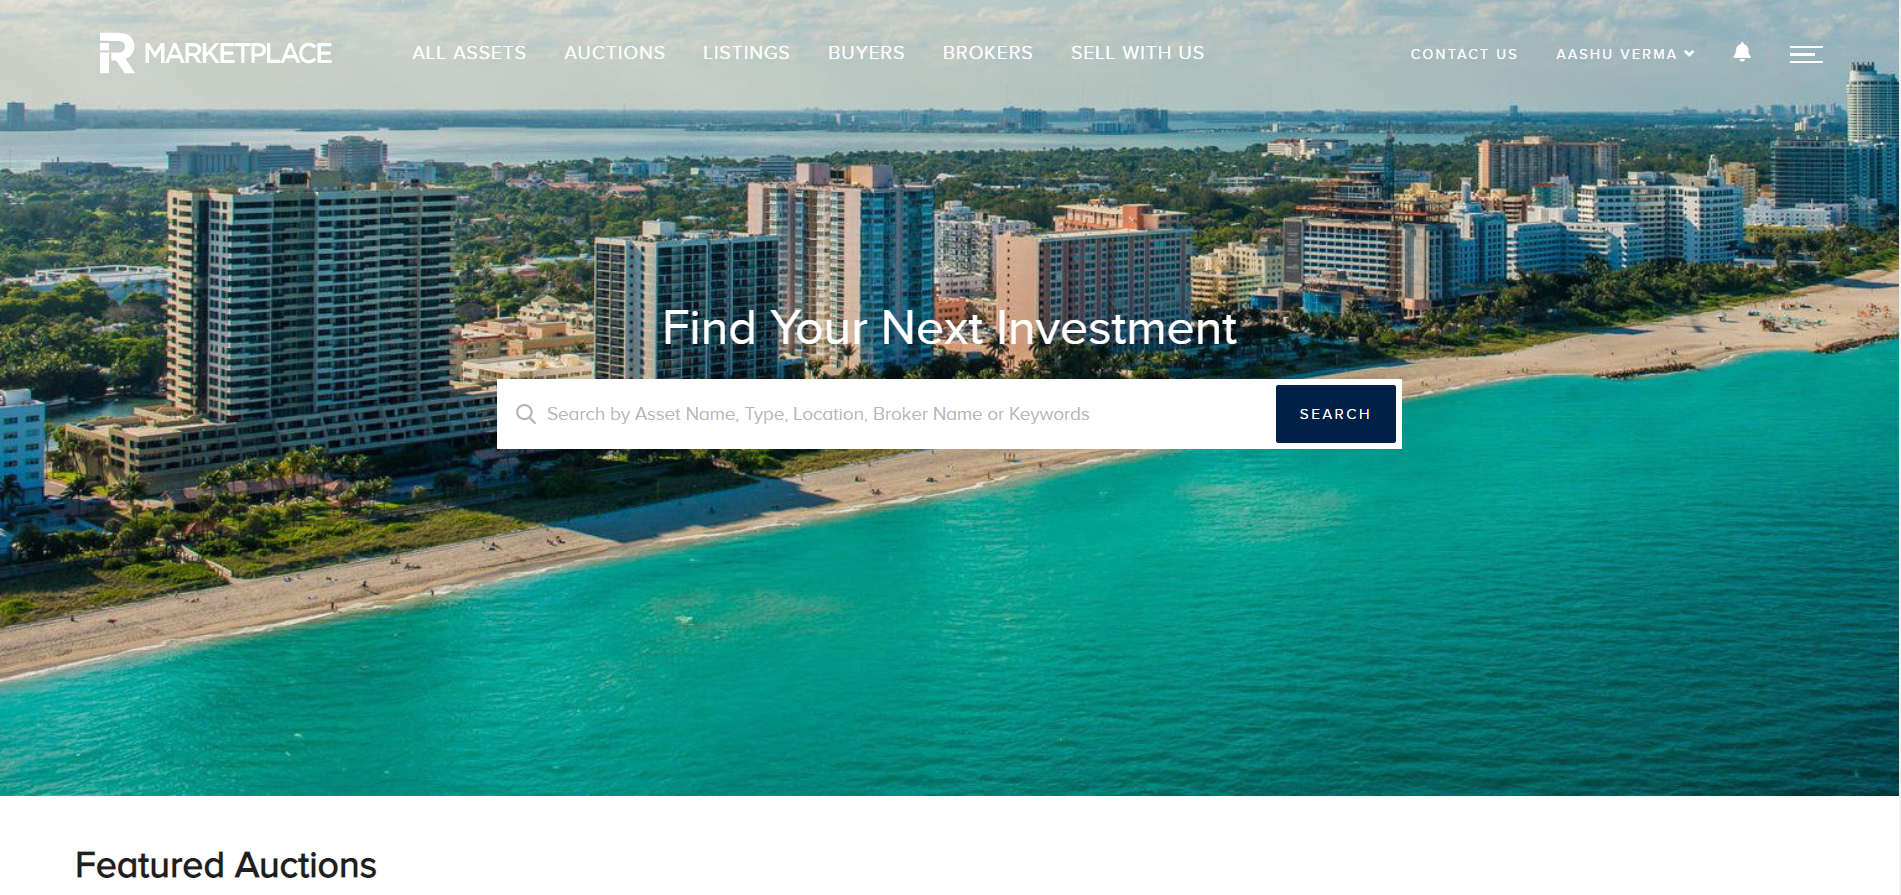 R MARKETPLACE
ALL ASSETS AUCTIONS LISTINGS BUYERS BROKERS SELL WITH US
CONTACT US AASHU VERMA
Find Your Next Investment
Search by Asset Name, Type, Location, Broker Name or Keywords
SEARCH
Featured Auctions